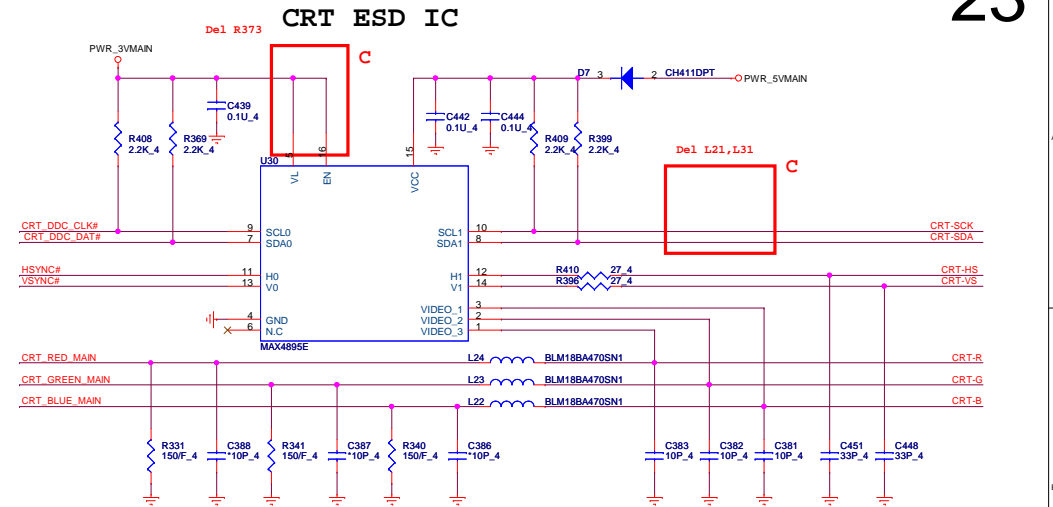 CRT ESD IC
23
Del R373
C
PWR_3VMAIN
D7 3 2 CH411DPT
PWR_5VMAIN
C439
0.1U_4
C442
0.1U_4
C444
0.1U_4
R408
2.2K_4
R369
2.2K_4
R409
2.2K_4
R399
2.2K_4
Del L21,L31
C
U30
5 16 15
VL EN VCC
CRT_DDC_CLK# 9 SCL0 SCL1 10 CRT-SCK
CRT_DDC_DAT# 7 SDA0 SDA1 8 CRT-SDA
HSYNC# 11 H0 H1 12 R410 27_4 CRT-HS
VSYNC# 13 V0 V1 14 R396 27_4 CRT-VS
VIDEO_1 3
4 GND VIDEO_2 2
6 N.C VIDEO_3 1
MAX4895E
CRT_RED_MAIN L24 BLM18BA470SN1 CRT-R
CRT_GREEN_MAIN L23 BLM18BA470SN1 CRT-G
CRT_BLUE_MAIN L22 BLM18BA470SN1 CRT-B
R331
150/F_4
C388
*10P_4
R341
150/F_4
C387
*10P_4
R340
150/F_4
C386
*10P_4
C383
10P_4
C382
10P_4
C381
10P_4
C451
33P_4
C448
33P_4